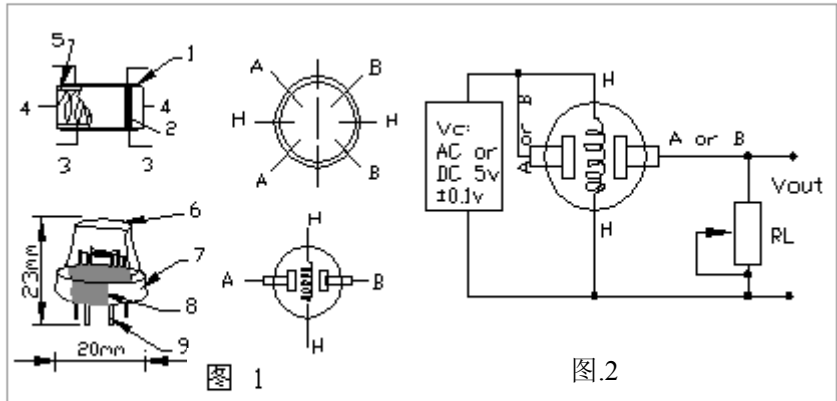 5
1
4
4
2
3
3
A
B
H
H
A
B
6
7
8
9
23mm
20mm
H
A
B
H
图 1
Vc:
AC or
DC 5v
±0.1v
A or B
H
H
A or B
Vout
RL
图.2